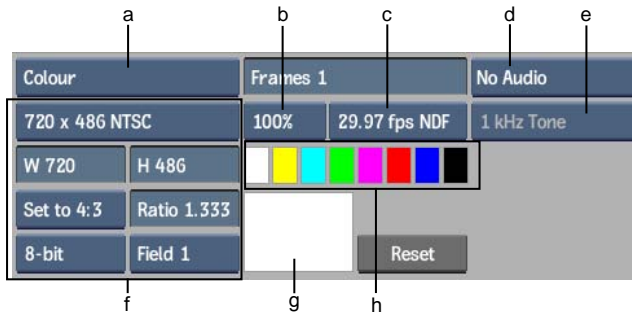 a b c d e
Colour Frames 1 No Audio
720 x 486 NTSC 100% 29.97 fps NDF 1 kHz Tone
W 720 H 486
Set to 4:3 Ratio 1.333
8-bit Field 1 Reset
f g h